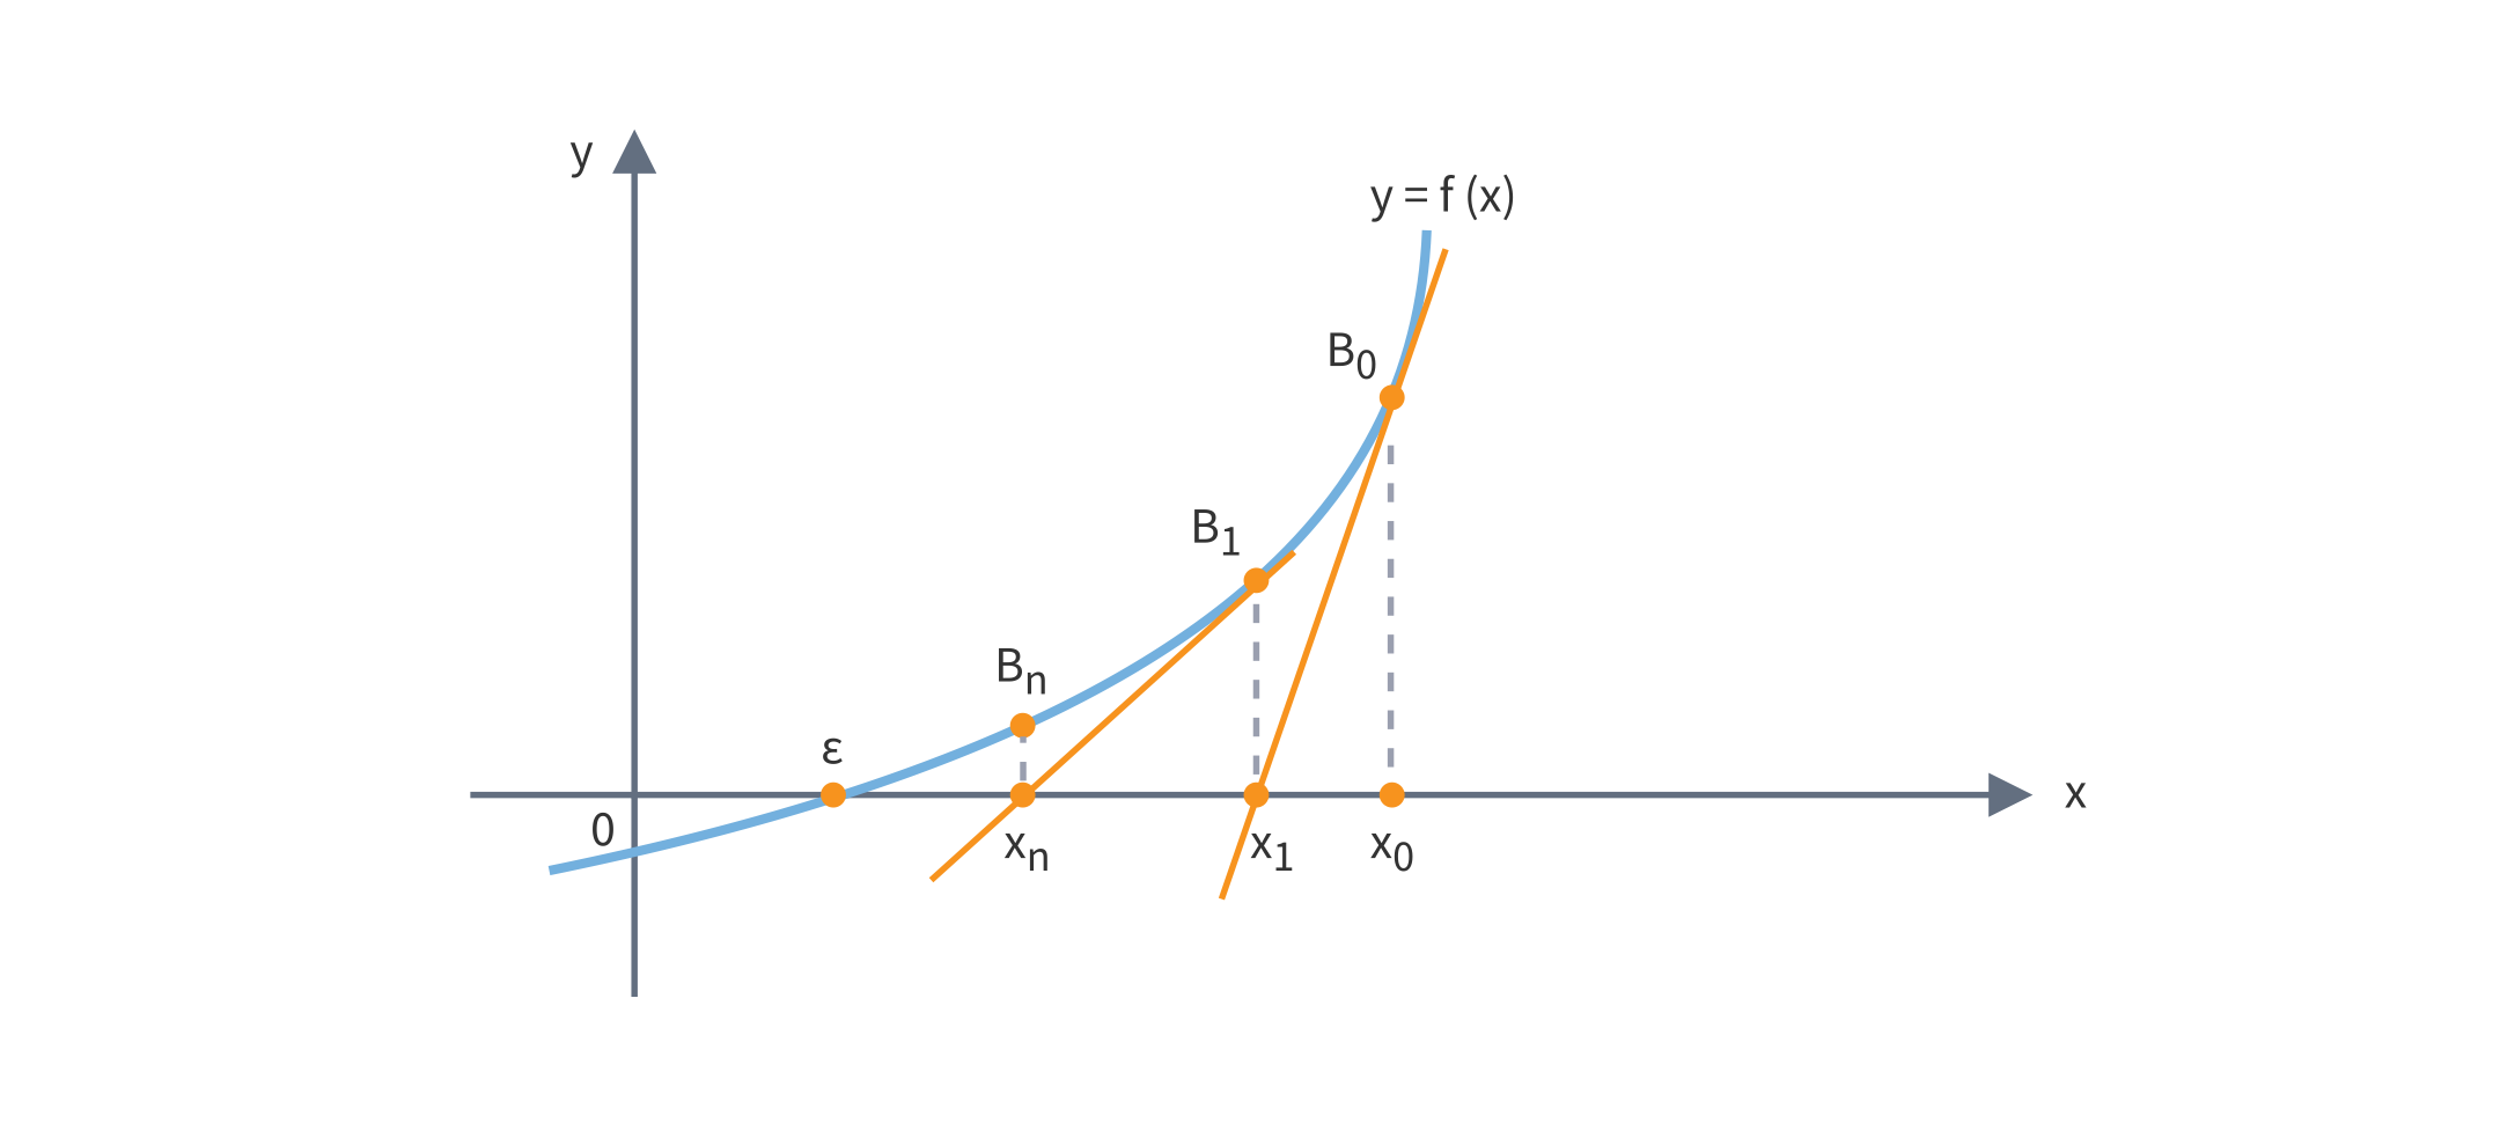 y
y = f (x)
B₀
B₁
Bₙ
ε
x
0
xₙ
x₁
x₀